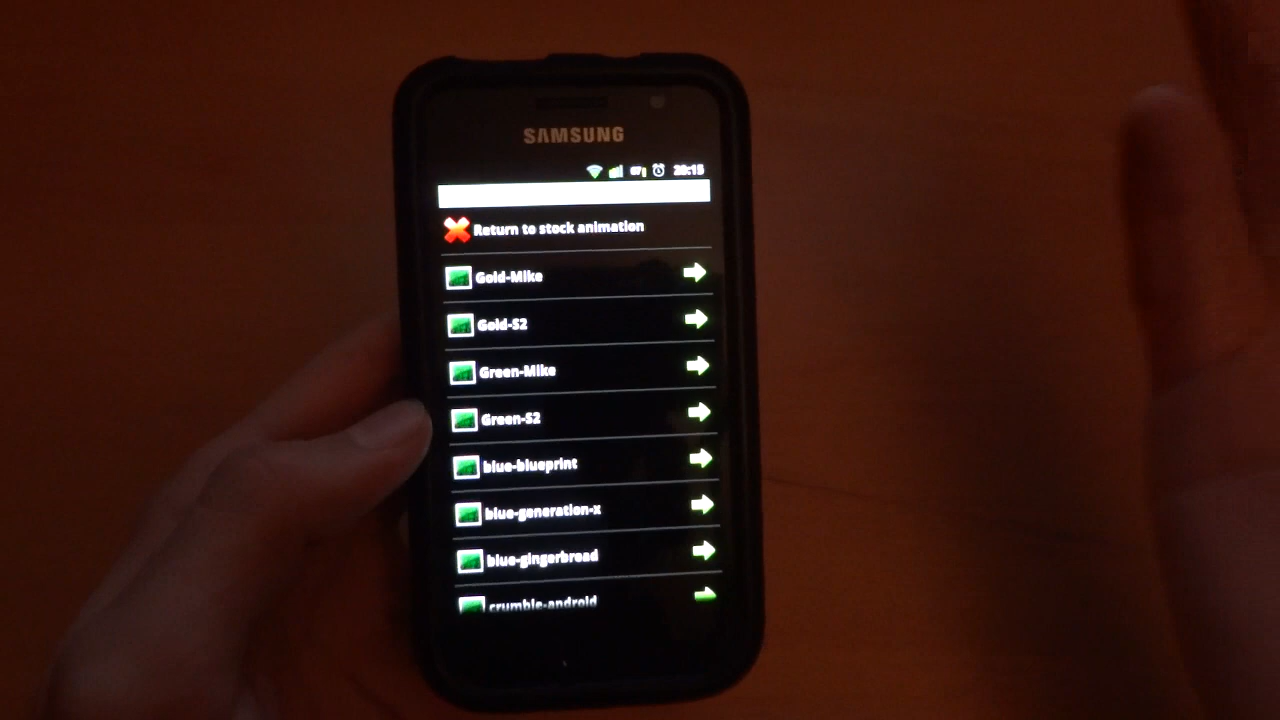 SAMSUNG
20:15
Return to stock animation
Gold-Mike
Gold-S2
Green-Mike
Green-S2
blue-blueprint
blue-generation-x
blue-gingerbread
crumble-android